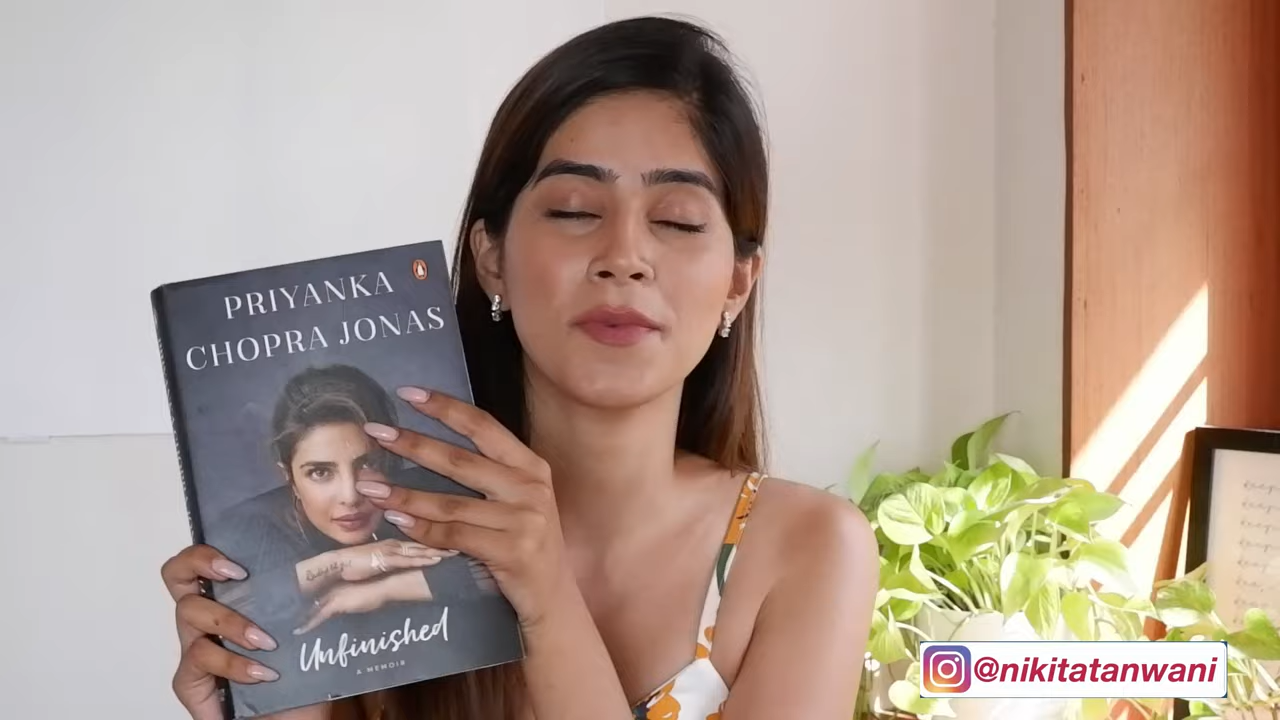 PRIYANKA
CHOPRA JONAS
Unfinished
A MEMOIR
@nikitatanwani